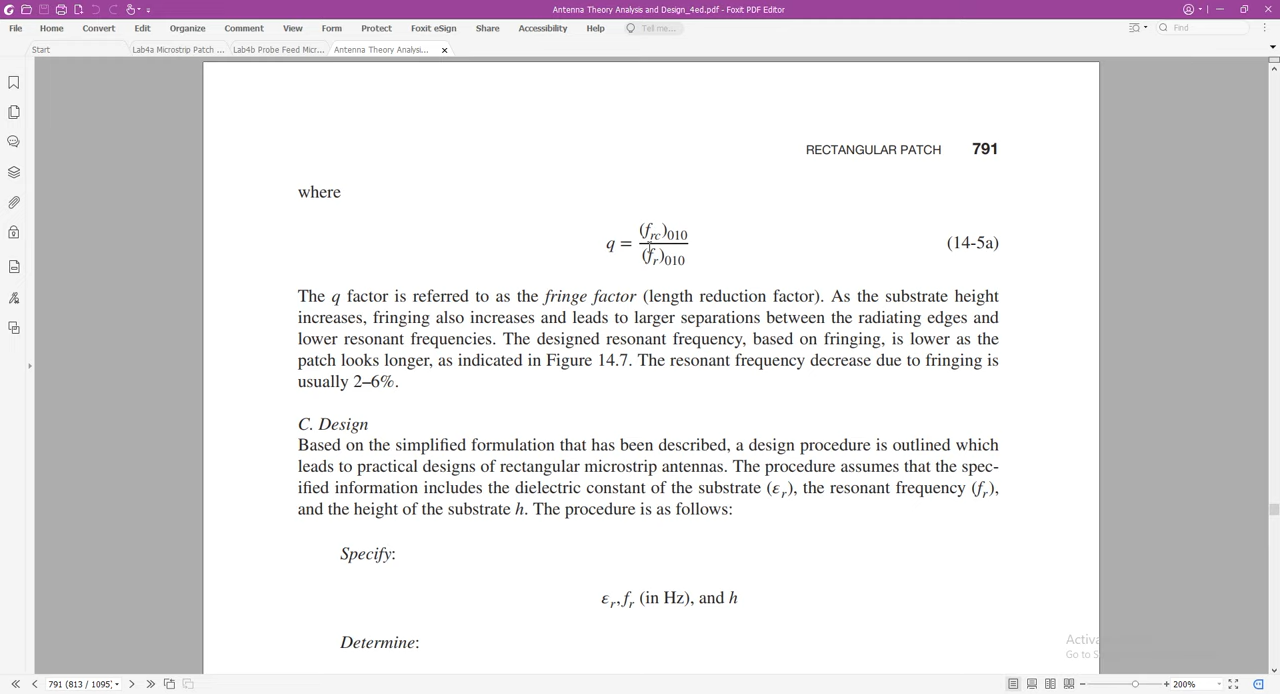 Antenna Theory Analysis and Design_4ed.pdf - Foxit PDF Editor
File Home Convert Edit Organize Comment View Form Protect Foxit eSign Share Accessibility Help Tell me... Find
Start Lab4a Microstrip Patch ... Lab4b Probe Feed Micr... Antenna Theory Analysi...
RECTANGULAR PATCH 791
where
q = (f_rc)_010 / (f_r)_010 (14-5a)
The q factor is referred to as the fringe factor (length reduction factor). As the substrate height
increases, fringing also increases and leads to larger separations between the radiating edges and
lower resonant frequencies. The designed resonant frequency, based on fringing, is lower as the
patch looks longer, as indicated in Figure 14.7. The resonant frequency decrease due to fringing is
usually 2–6%.
C. Design
Based on the simplified formulation that has been described, a design procedure is outlined which
leads to practical designs of rectangular microstrip antennas. The procedure assumes that the spec-
ified information includes the dielectric constant of the substrate (ε_r), the resonant frequency (f_r),
and the height of the substrate h. The procedure is as follows:
Specify:
ε_r, f_r (in Hz), and h
Determine:
Activa
Go to S
791 (813 / 1095) 200%